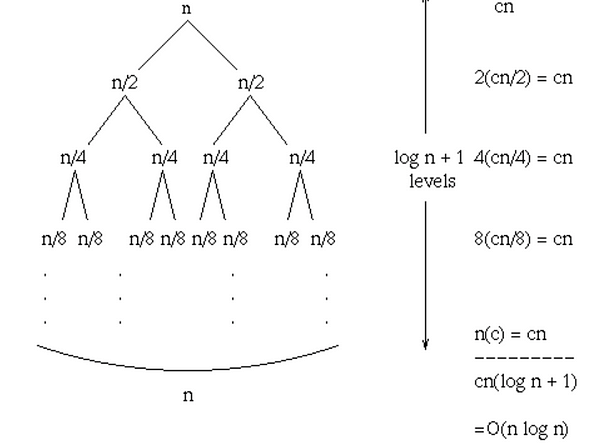 n cn
n/2 n/2 2(cn/2) = cn
n/4 n/4 n/4 n/4 log n + 1 4(cn/4) = cn
levels
n/8 n/8 n/8 n/8 n/8 n/8 n/8 n/8 8(cn/8) = cn
. . . .
. . . .
. . . .
n(c) = cn
---------
cn(log n + 1)
n
=O(n log n)